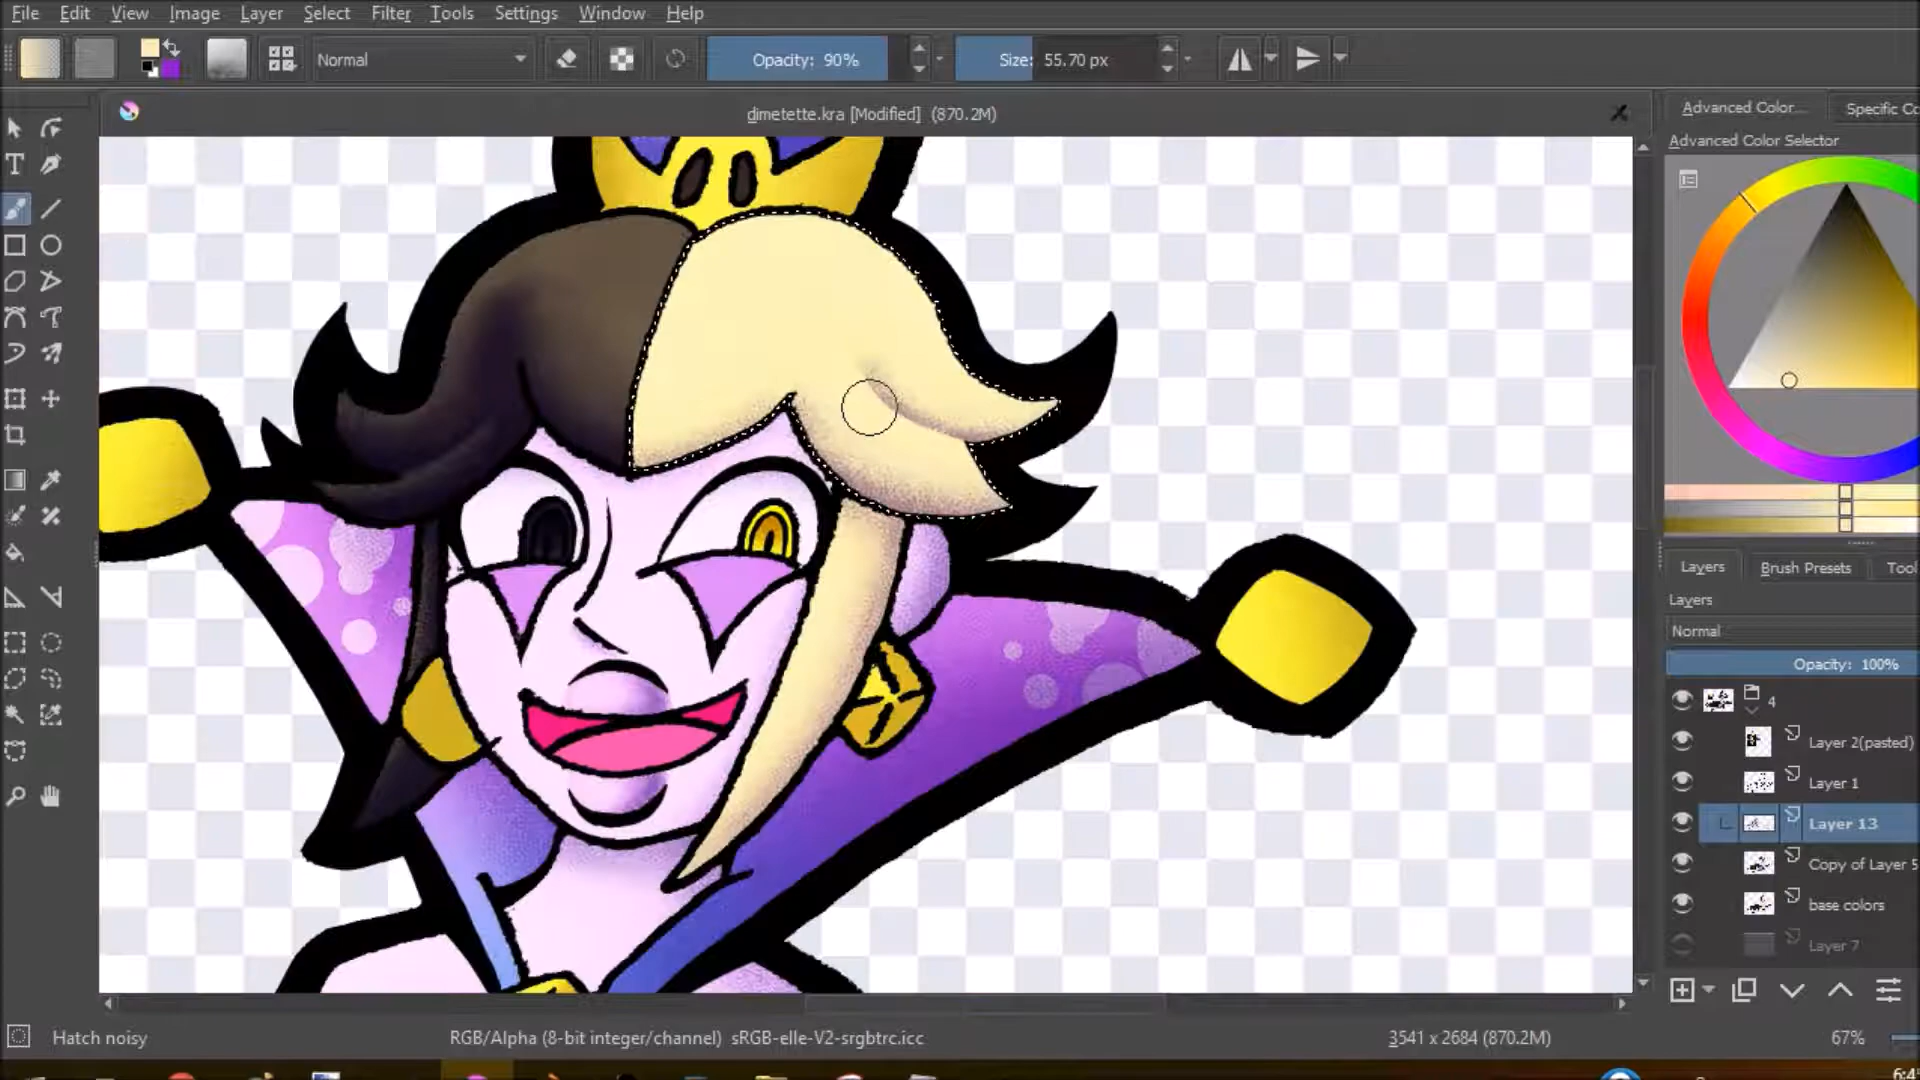 File Edit View Image Layer Select Filter Tools Settings Window Help
Normal
Opacity: 90%
Size: 55.70 px
dimetette.kra [Modified] (870.2M)
Advanced Color...
Specific Co
Advanced Color Selector
Layers
Brush Presets
Tool
Layers
Normal
Opacity: 100%
4
Layer 2(pasted)
Layer 1
Layer 13
Copy of Layer 5
base colors
Layer 7
Hatch noisy
RGB/Alpha (8-bit integer/channel) sRGB-elle-V2-srgbtrc.icc
3541 x 2684 (870.2M)
67%
6:4